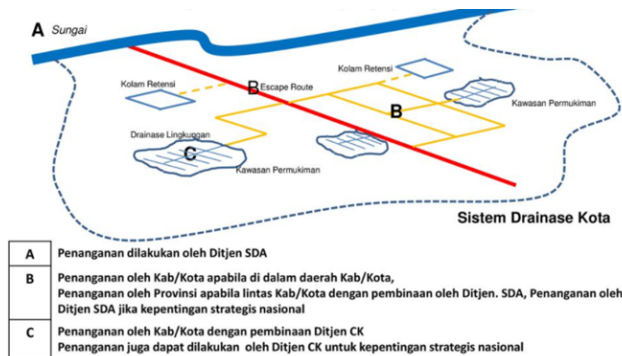 A Sungai
Kolam Retensi
Kolam Retensi
B Escape Route
Kawasan Permukiman
B
Drainase Lingkungan
C
Kawasan Permukiman
Sistem Drainase Kota
A Penanganan dilakukan oleh Ditjen SDA
B Penanganan oleh Kab/Kota apabila di dalam daerah Kab/Kota,
Penanganan oleh Provinsi apabila lintas Kab/Kota dengan pembinaan oleh Ditjen. SDA, Penanganan oleh
Ditjen SDA jika kepentingan strategis nasional
C Penanganan oleh Kab/Kota dengan pembinaan Ditjen CK
Penanganan juga dapat dilakukan oleh Ditjen CK untuk kepentingan strategis nasional